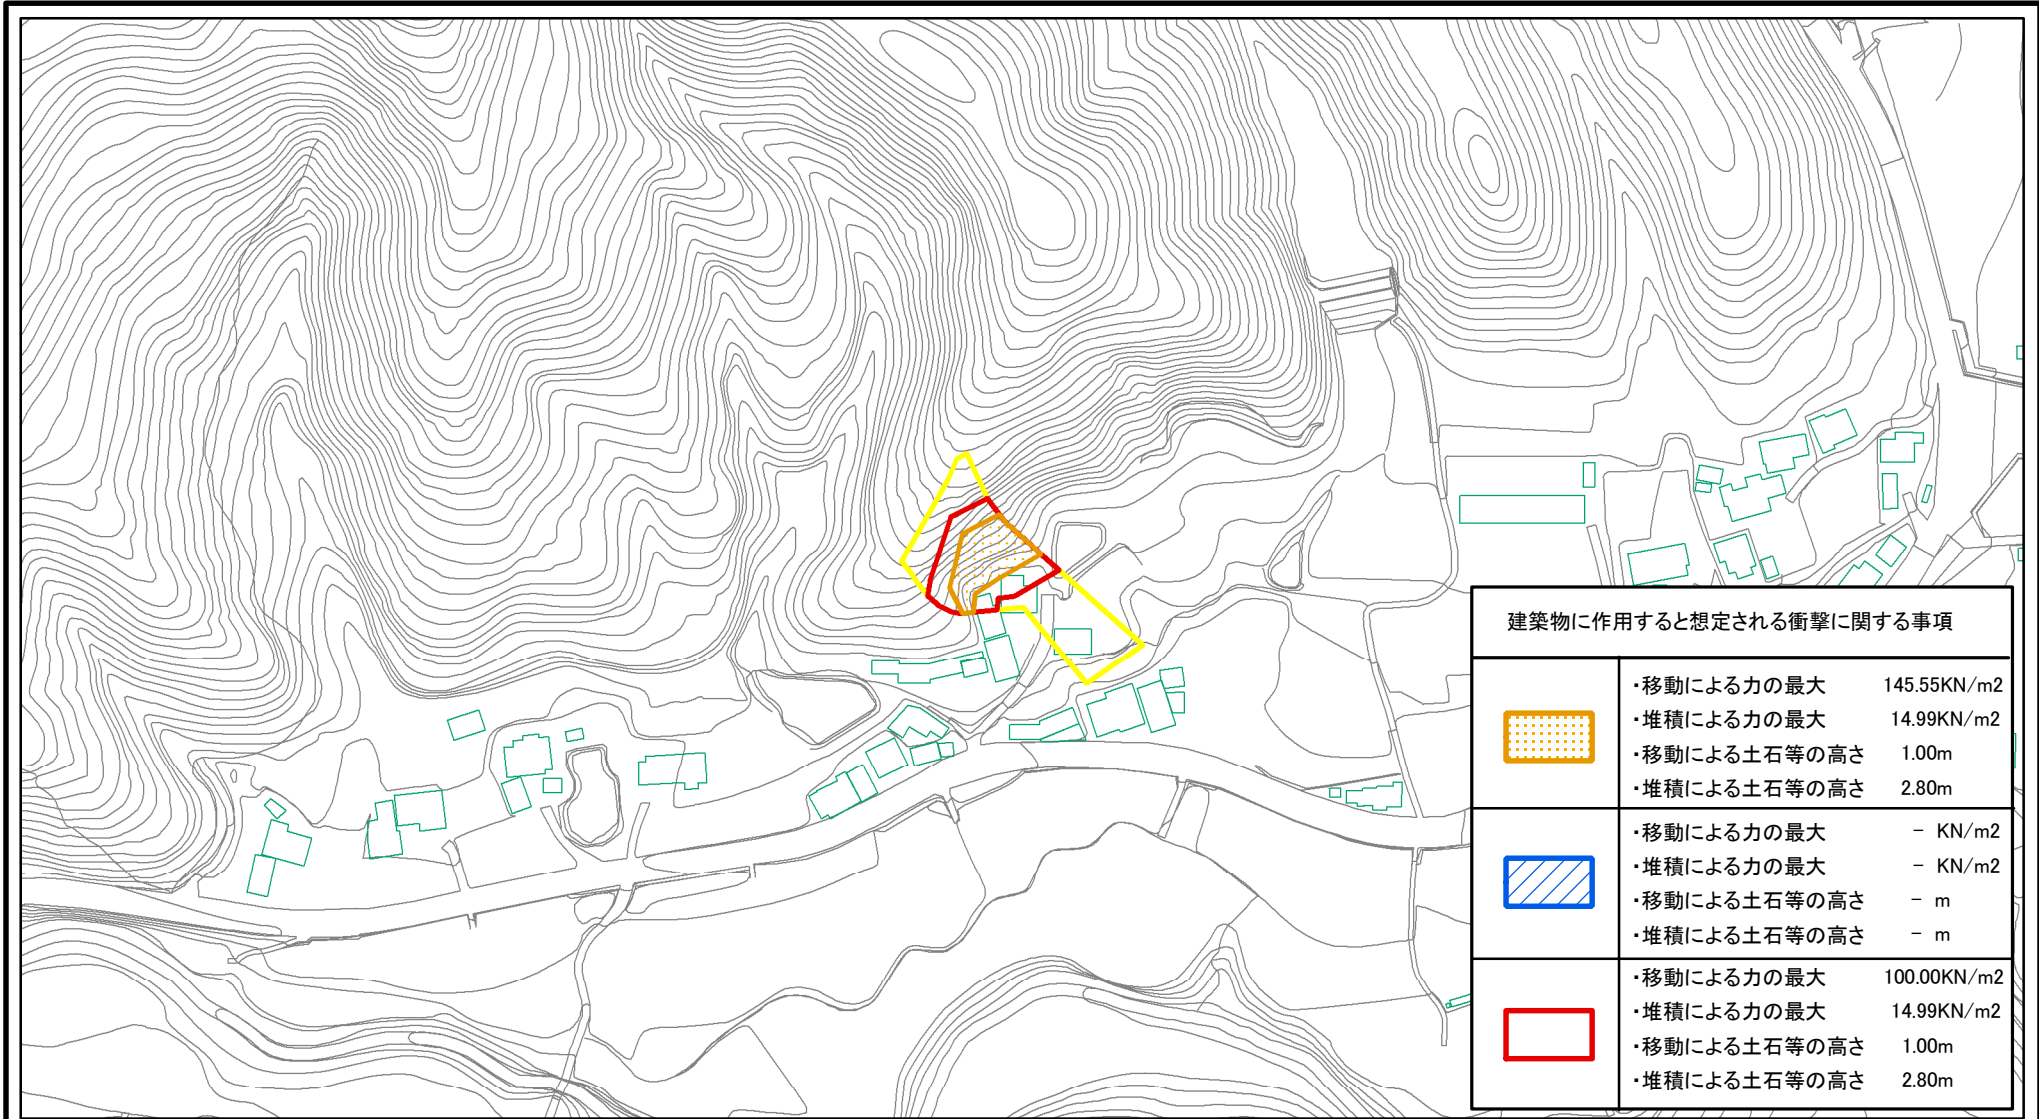 建築物に作用すると想定される衝撃に関する事項
・移動による力の最大 145.55KN/m2
・堆積による力の最大 14.99KN/m2
・移動による土石等の高さ 1.00m
・堆積による土石等の高さ 2.80m
・移動による力の最大 － KN/m2
・堆積による力の最大 － KN/m2
・移動による土石等の高さ － m
・堆積による土石等の高さ － m
・移動による力の最大 100.00KN/m2
・堆積による力の最大 14.99KN/m2
・移動による土石等の高さ 1.00m
・堆積による土石等の高さ 2.80m